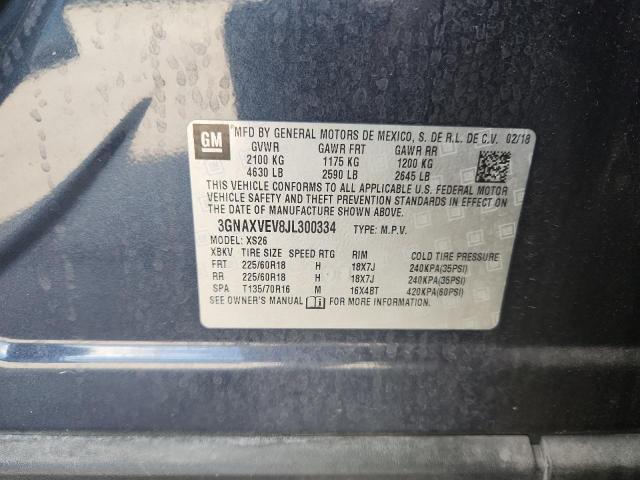 GM MFD BY GENERAL MOTORS DE MEXICO, S. DE R.L. DE C.V. 02/18
GVWR GAWR FRT GAWR RR
2100 KG 1175 KG 1200 KG
4630 LB 2590 LB 2645 LB
THIS VEHICLE CONFORMS TO ALL APPLICABLE U.S. FEDERAL MOTOR
VEHICLE SAFETY AND THEFT PREVENTION STANDARDS IN EFFECT ON
THE DATE OF MANUFACTURE SHOWN ABOVE.
3GNAXVEV8JL300334 TYPE: M.P.V.
MODEL: XS26
XBKV TIRE SIZE SPEED RTG RIM COLD TIRE PRESSURE
FRT 225/60R18 H 18X7J 240KPA(35PSI)
RR 225/60R18 H 18X7J 240KPA(35PSI)
SPA T135/70R16 M 16X4BT 420KPA(60PSI)
SEE OWNER'S MANUAL FOR MORE INFORMATION.